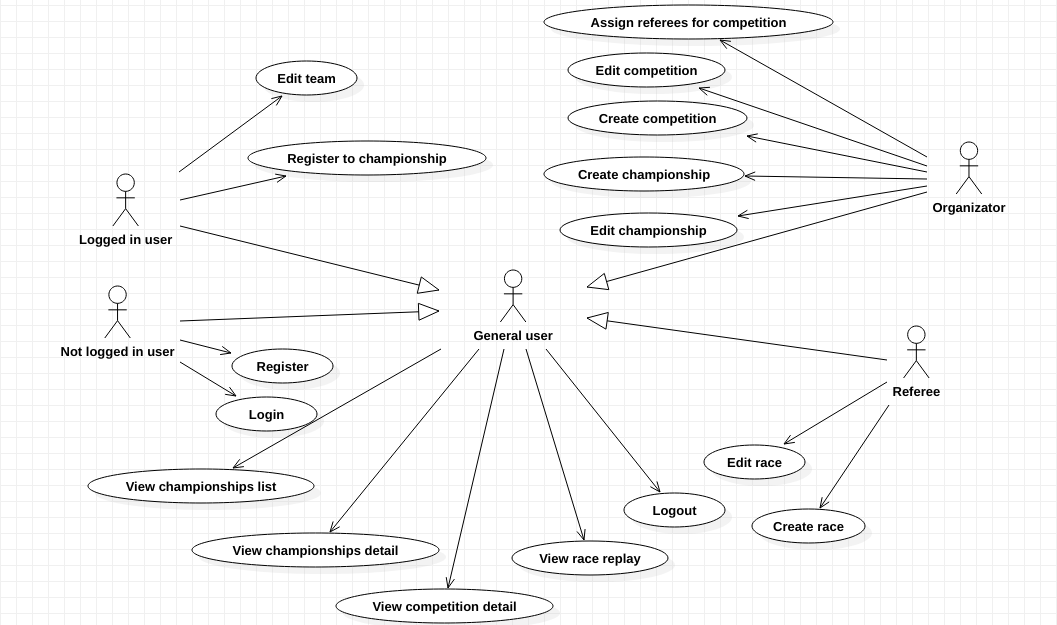 Assign referees for competition
Edit competition
Edit team
Create competition
Register to championship
Create championship
Organizator
Edit championship
Logged in user
General user
Not logged in user
Register
Referee
Login
Edit race
View championships list
Logout
Create race
View championships detail
View race replay
View competition detail